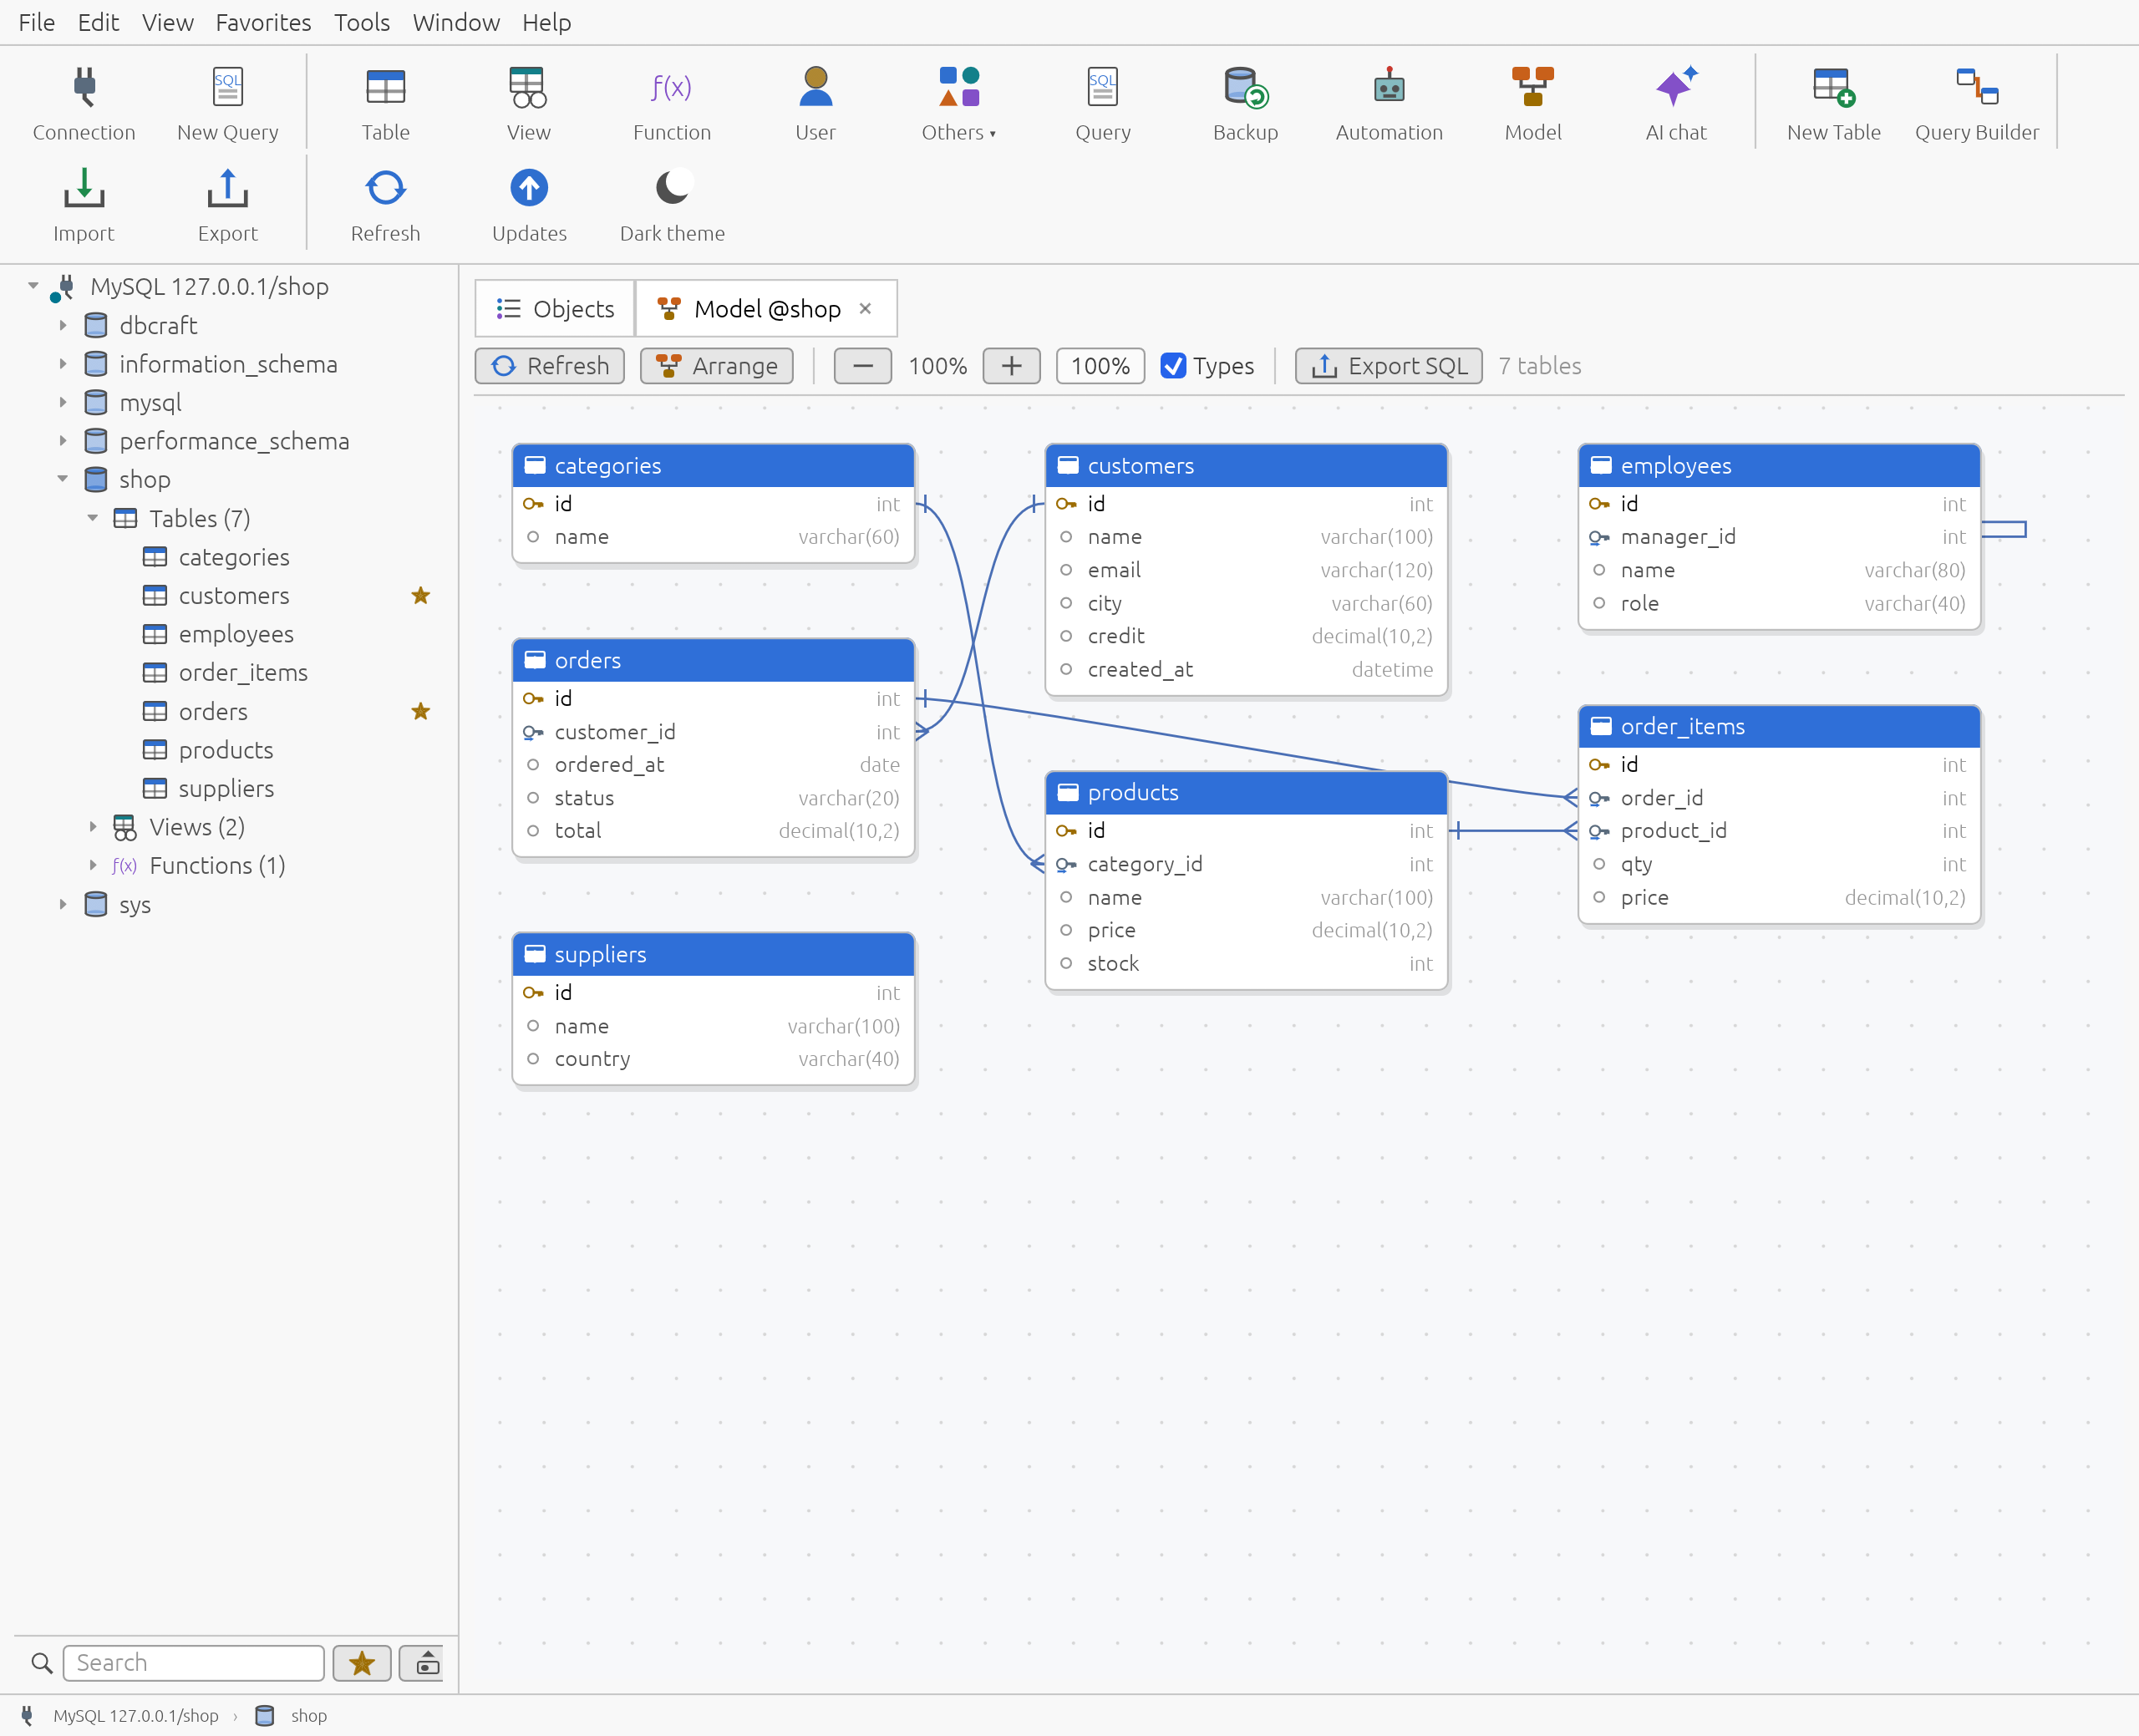 File Edit View Favorites Tools Window Help
SQL SQL
Connection New Query Table View Function User Others ▾ Query Backup Automation Model AI chat New Table Query Builder
ƒ(x)
Import Export Refresh Updates Dark theme
MySQL 127.0.0.1/shop
dbcraft
information_schema
mysql
performance_schema
shop
Tables (7)
categories
customers
employees
order_items
orders
products
suppliers
Views (2)
ƒ(x) Functions (1)
sys
Search
Objects Model @shop ×
Refresh Arrange — 100% + 100% Types Export SQL 7 tables
categories
id int
name varchar(60)
customers
id int
name varchar(100)
email varchar(120)
city varchar(60)
credit decimal(10,2)
created_at datetime
employees
id int
manager_id int
name varchar(80)
role varchar(40)
orders
id int
customer_id int
ordered_at date
status varchar(20)
total decimal(10,2)
products
id int
category_id int
name varchar(100)
price decimal(10,2)
stock int
order_items
id int
order_id int
product_id int
qty int
price decimal(10,2)
suppliers
id int
name varchar(100)
country varchar(40)
MySQL 127.0.0.1/shop › shop